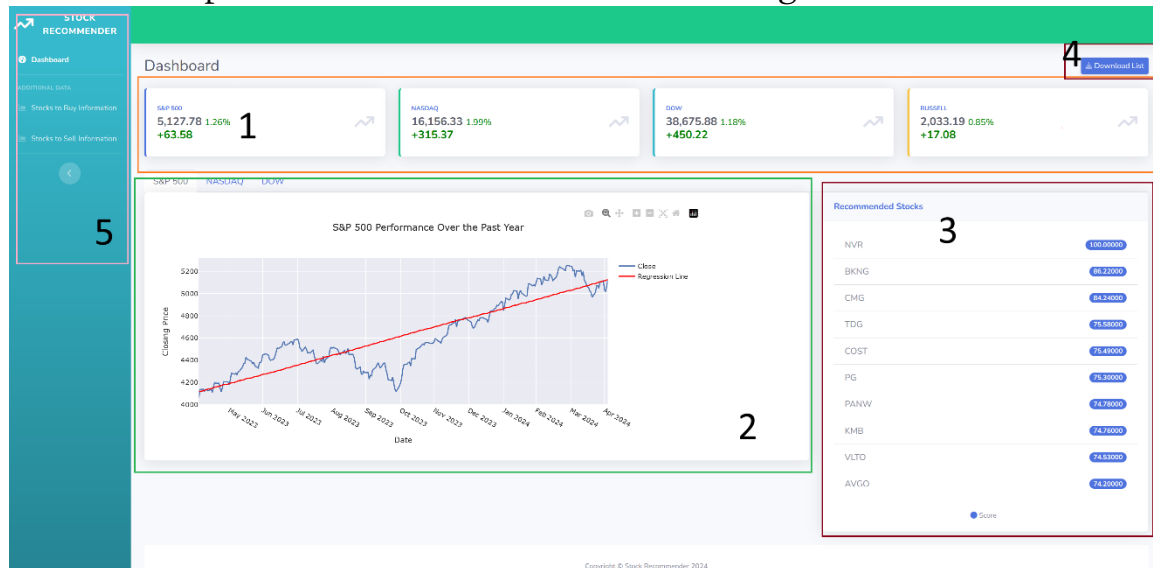 STOCK
RECOMMENDER
Dashboard
ADDITIONAL DATA
Stocks to Buy Information
Stocks to Sell Information
5
Dashboard
4
Download List
S&P 500
5,127.78 1.26%
+63.58
1
NASDAQ
16,156.33 1.99%
+315.37
DOW
38,675.88 1.18%
+450.22
RUSSELL
2,033.19 0.85%
+17.08
S&P 500 NASDAQ DOW
S&P 500 Performance Over the Past Year
Close
Regression Line
Closing Price
5200
5000
4800
4600
4400
4200
4000
May 2023 Jun 2023 Jul 2023 Aug 2023 Sep 2023 Oct 2023 Nov 2023 Dec 2023 Jan 2024 Feb 2024 Mar 2024 Apr 2024
Date
2
Recommended Stocks
3
NVR 100.00000
BKNG 86.22000
CMG 84.24000
TDG 75.58000
COST 75.49000
PG 75.30000
PANW 74.78000
KMB 74.76000
VLTO 74.53000
AVGO 74.20000
Score
Copyright © Stock Recommender 2024